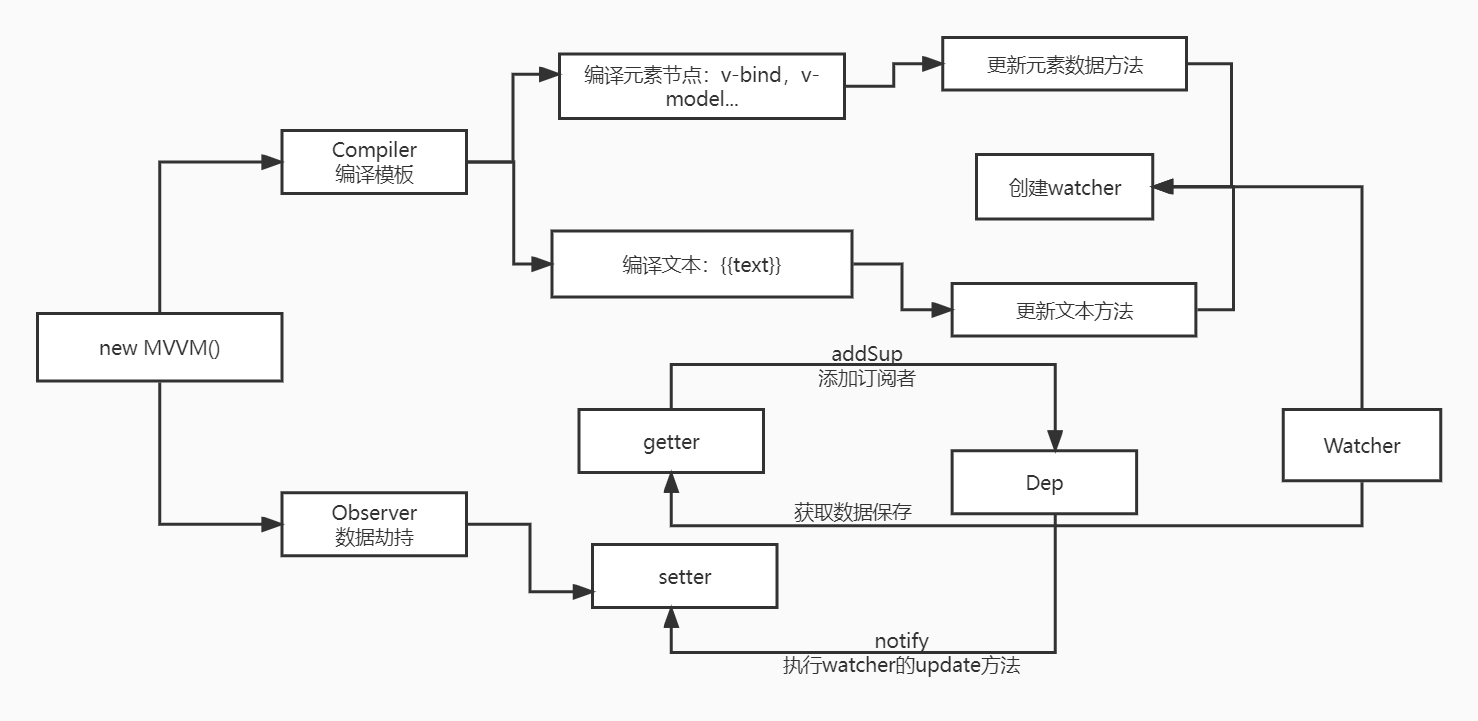 编译元素节点：v-bind，v-
model...
更新元素数据方法
Compiler
编译模板
创建watcher
编译文本：{{text}}
更新文本方法
new MVVM()
addSup
添加订阅者
getter
Watcher
Dep
获取数据保存
Observer
数据劫持
setter
notify
执行watcher的update方法